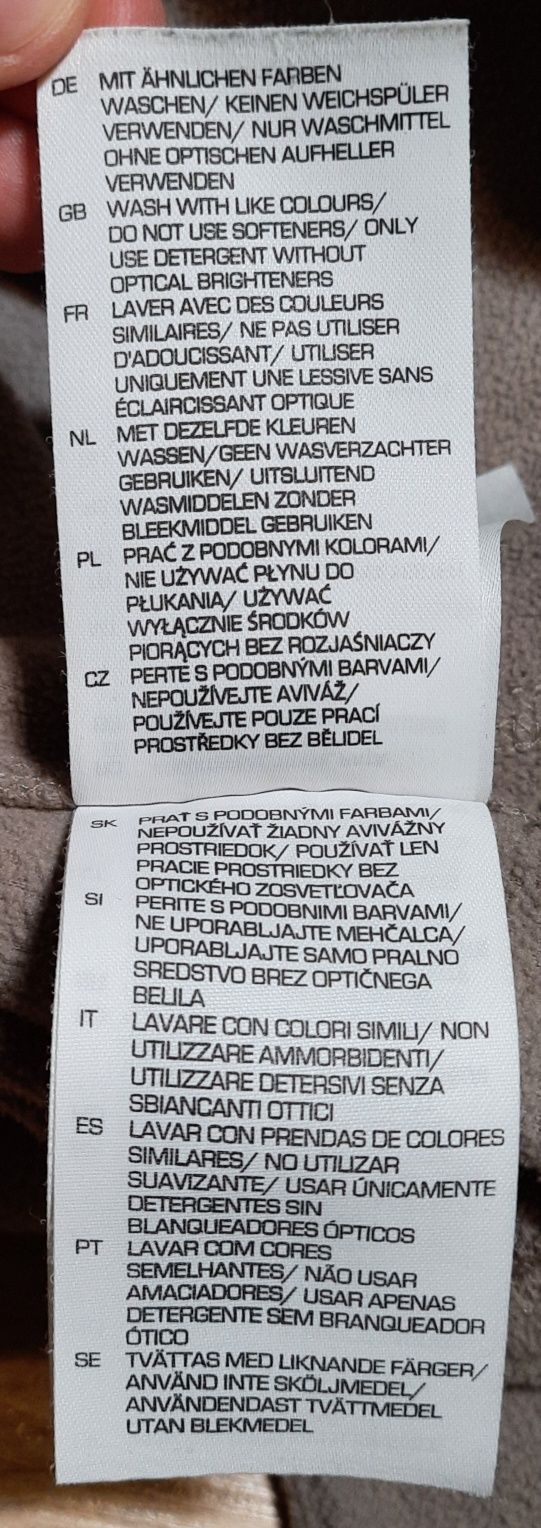 DE MIT ÄHNLICHEN FARBEN
WASCHEN/ KEINEN WEICHSPÜLER
VERWENDEN/ NUR WASCHMITTEL
OHNE OPTISCHEN AUFHELLER
VERWENDEN
GB WASH WITH LIKE COLOURS/
DO NOT USE SOFTENERS/ ONLY
USE DETERGENT WITHOUT
OPTICAL BRIGHTENERS
FR LAVER AVEC DES COULEURS
SIMILAIRES/ NE PAS UTILISER
D'ADOUCISSANT/ UTILISER
UNIQUEMENT UNE LESSIVE SANS
ÉCLAIRCISSANT OPTIQUE
NL MET DEZELFDE KLEUREN
WASSEN/GEEN WASVERZACHTER
GEBRUIKEN/ UITSLUITEND
WASMIDDELEN ZONDER
BLEEKMIDDEL GEBRUIKEN
PL PRAĆ Z PODOBNYMI KOLORAMI/
NIE UŻYWAĆ PŁYNU DO
PŁUKANIA/ UŻYWAĆ
WYŁĄCZNIE ŚRODKÓW
PIORĄCYCH BEZ ROZJAŚNIACZY
CZ PERTE S PODOBNÝMI BARVAMI/
NEPOUŽÍVEJTE AVIVÁŽ/
POUŽÍVEJTE POUZE PRACÍ
PROSTŘEDKY BEZ BĚLIDEL
SK PRAŤ S PODOBNÝMI FARBAMI/
NEPOUŽÍVAŤ ŽIADNY AVIVÁŽNY
PROSTRIEDOK/ POUŽÍVAŤ LEN
PRACIE PROSTRIEDKY BEZ
OPTICKÉHO ZOSVETĽOVAČA
SI PERITE S PODOBNIMI BARVAMI/
NE UPORABLJAJTE MEHČALCA/
UPORABLJAJTE SAMO PRALNO
SREDSTVO BREZ OPTIČNEGA
BELILA
IT LAVARE CON COLORI SIMILI/ NON
UTILIZZARE AMMORBIDENTI/
UTILIZZARE DETERSIVI SENZA
SBIANCANTI OTTICI
ES LAVAR CON PRENDAS DE COLORES
SIMILARES/ NO UTILIZAR
SUAVIZANTE/ USAR ÚNICAMENTE
DETERGENTES SIN
BLANQUEADORES ÓPTICOS
PT LAVAR COM CORES
SEMELHANTES/ NÃO USAR
AMACIADORES/ USAR APENAS
DETERGENTE SEM BRANQUEADOR
ÓTICO
SE TVÄTTAS MED LIKNANDE FÄRGER/
ANVÄND INTE SKÖLJMEDEL/
ANVÄNDENDAST TVÄTTMEDEL
UTAN BLEKMEDEL